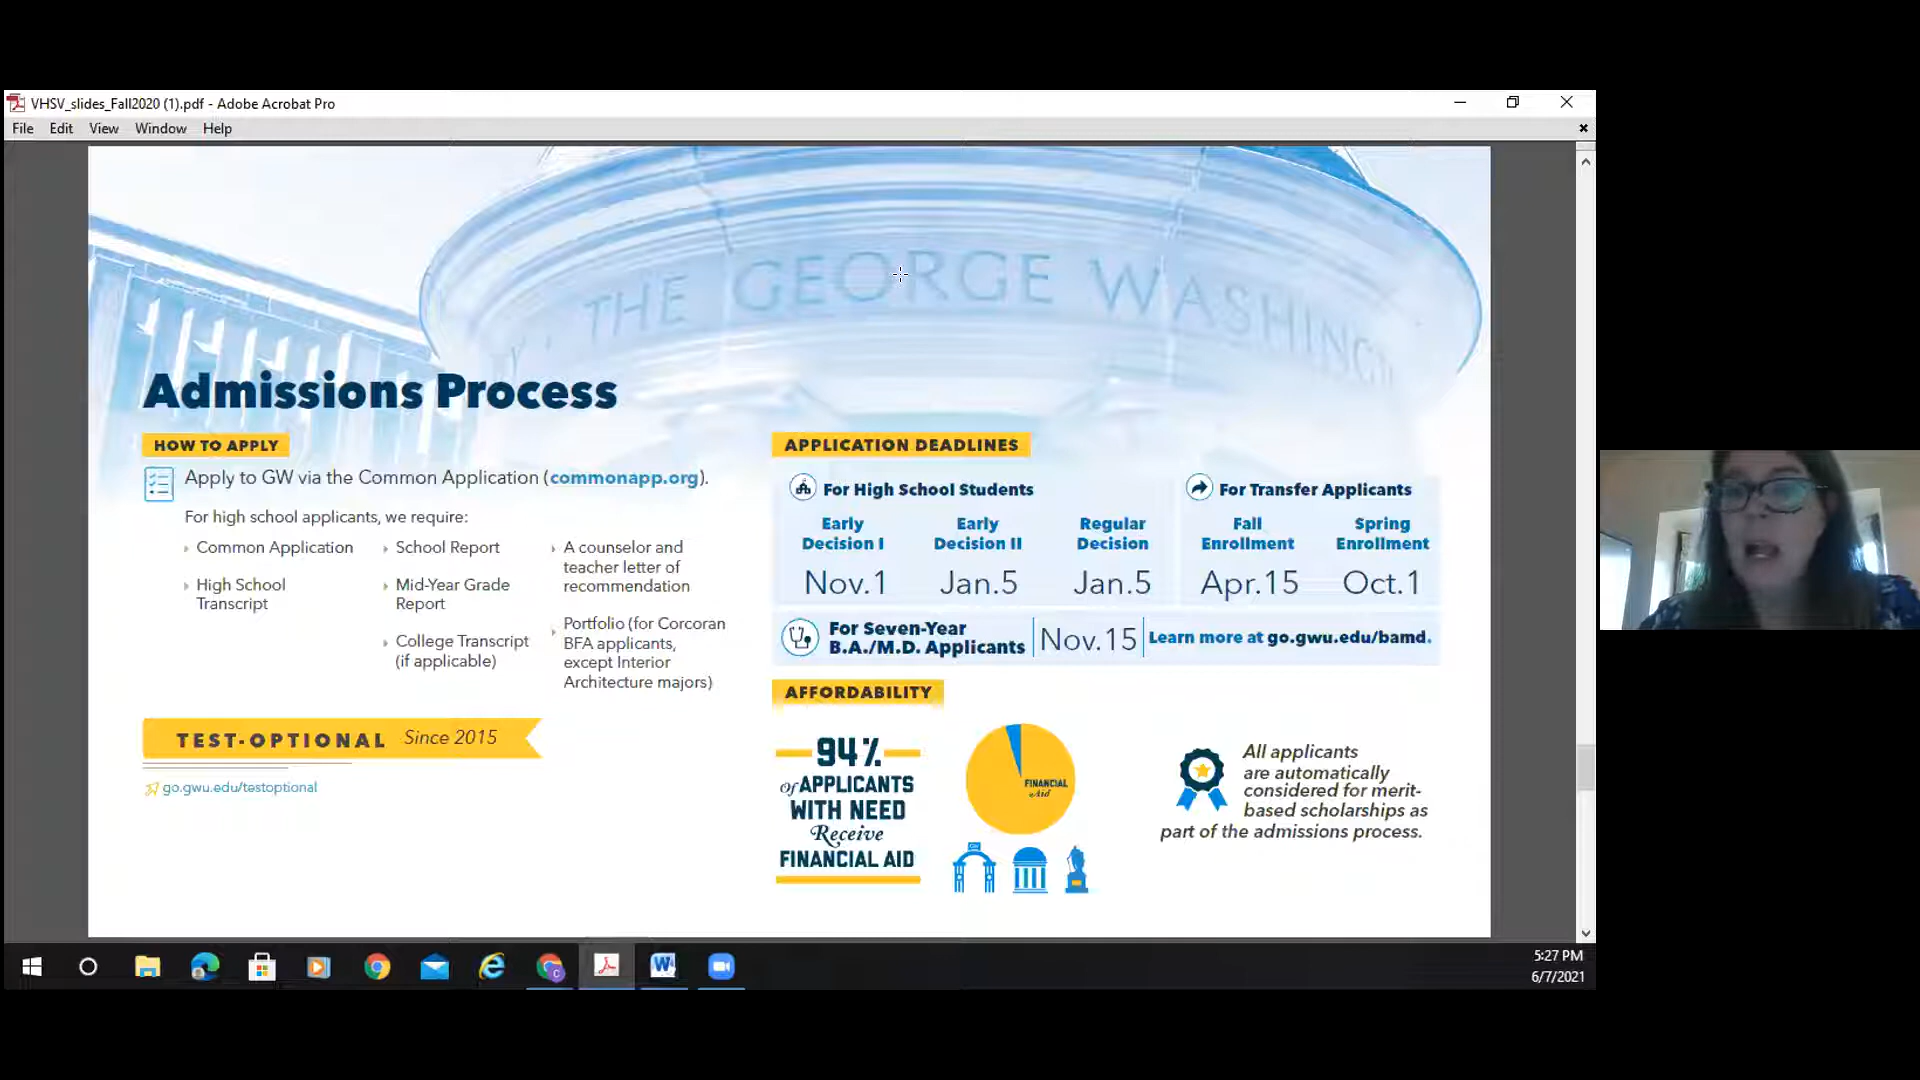 VHSV_slides_Fall2020 (1).pdf - Adobe Acrobat Pro
File Edit View Window Help
THE GEORGE WASHING
Admissions Process
HOW TO APPLY
Apply to GW via the Common Application (commonapp.org).
For high school applicants, we require:
Common Application
High School
Transcript
School Report
Mid-Year Grade
Report
College Transcript
(if applicable)
A counselor and
teacher letter of
recommendation
Portfolio (for Corcoran
BFA applicants,
except Interior
Architecture majors)
TEST-OPTIONAL Since 2015
go.gwu.edu/testoptional
APPLICATION DEADLINES
For High School Students
Early
Decision I
Nov.1
Early
Decision II
Jan.5
Regular
Decision
Jan.5
For Transfer Applicants
Fall
Enrollment
Apr.15
Spring
Enrollment
Oct.1
For Seven-Year
B.A./M.D. Applicants
Nov.15
Learn more at go.gwu.edu/bamd.
AFFORDABILITY
94%
Of APPLICANTS
WITH NEED
Receive
FINANCIAL AID
FINANCIAL
Aid
All applicants
are automatically
considered for merit-
based scholarships as
part of the admissions process.
5:27 PM
6/7/2021